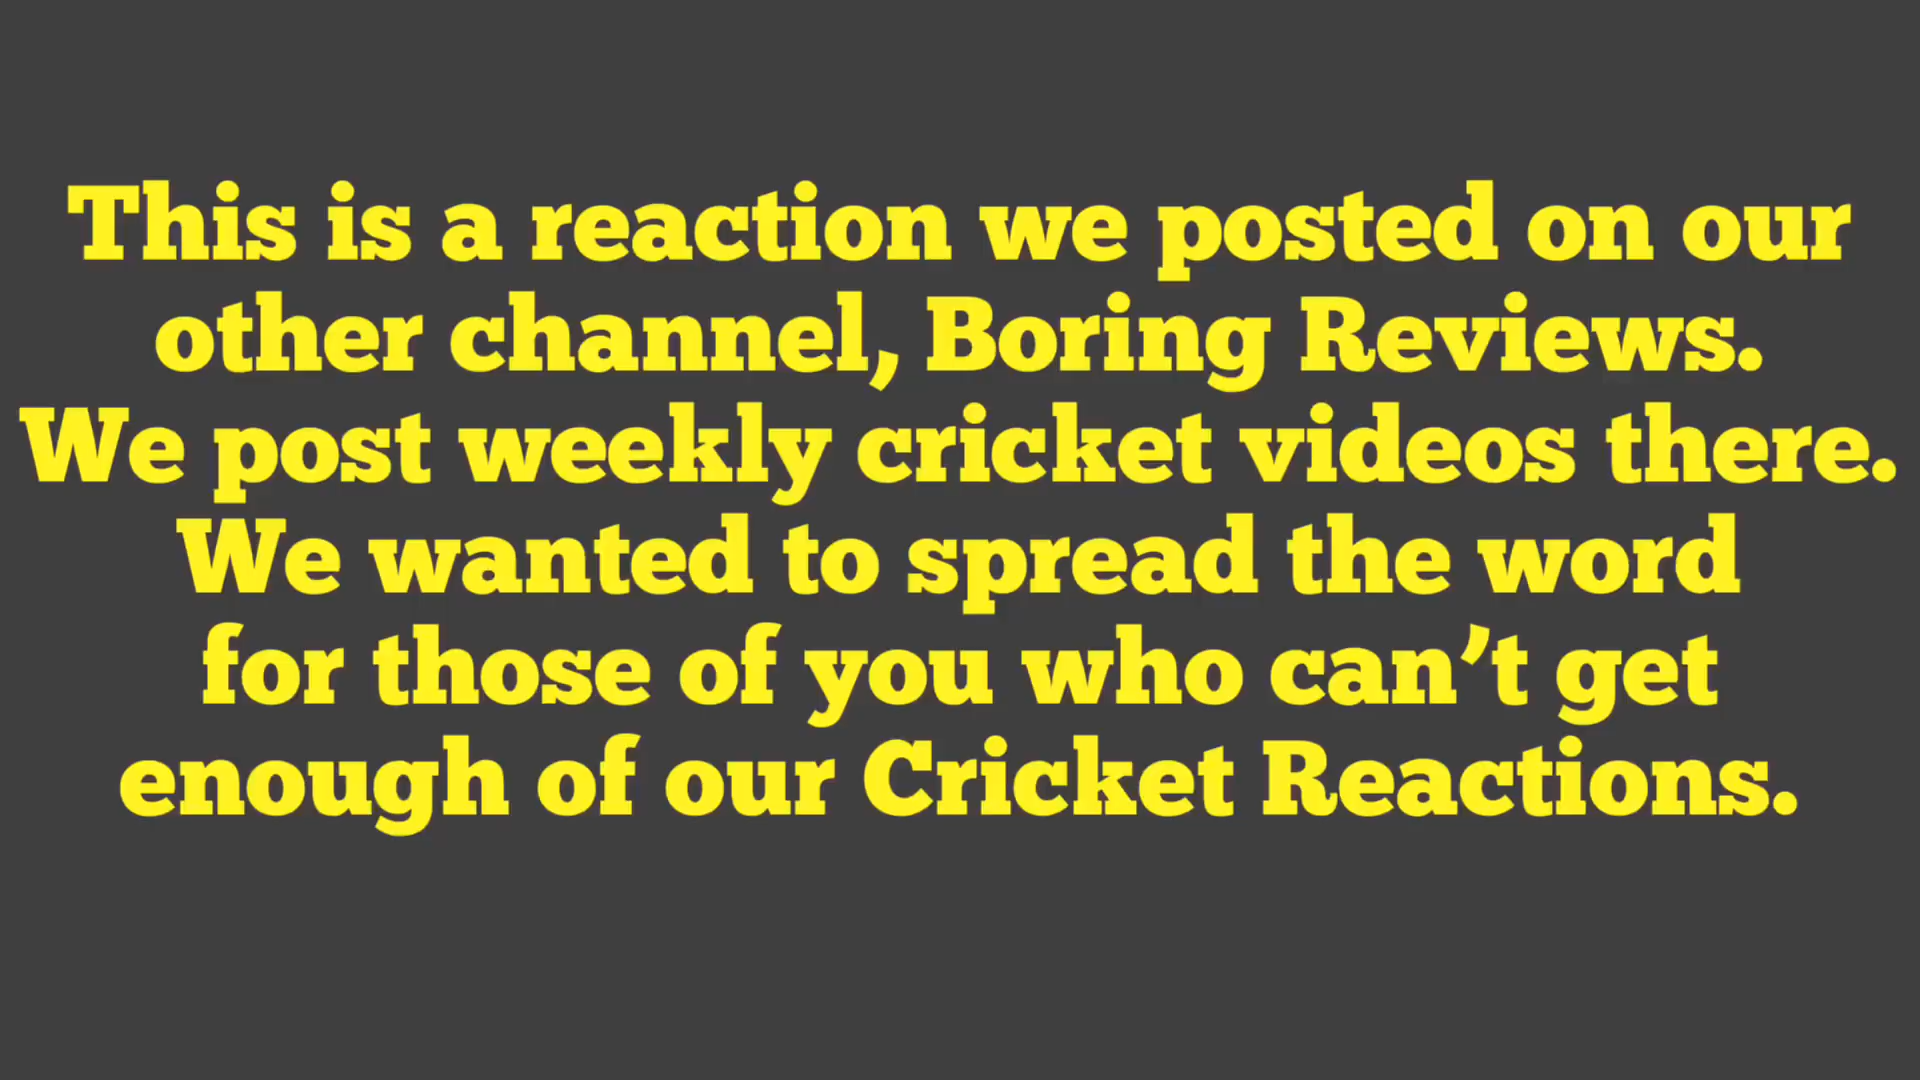 This is a reaction we posted on our
other channel, Boring Reviews.
We post weekly cricket videos there.
We wanted to spread the word
for those of you who can’t get
enough of our Cricket Reactions.